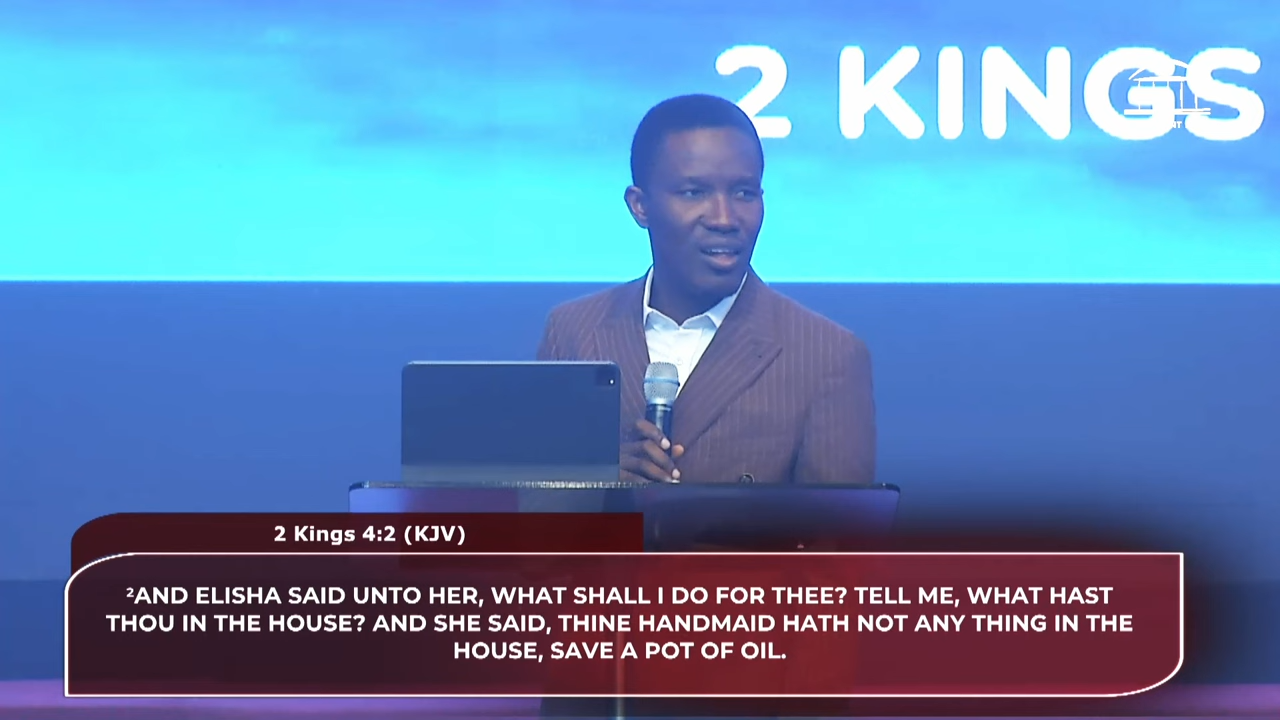 2 KINGS
2 Kings 4:2 (KJV)
²AND ELISHA SAID UNTO HER, WHAT SHALL I DO FOR THEE? TELL ME, WHAT HAST
THOU IN THE HOUSE? AND SHE SAID, THINE HANDMAID HATH NOT ANY THING IN THE
HOUSE, SAVE A POT OF OIL.